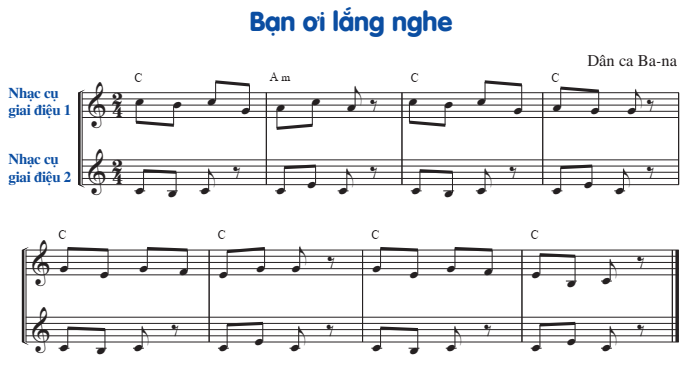 Bạn ơi lắng nghe
Dân ca Ba-na
C A m C C
Nhạc cụ
giai điệu 1
2
4
Nhạc cụ
giai điệu 2
2
4
C C C C